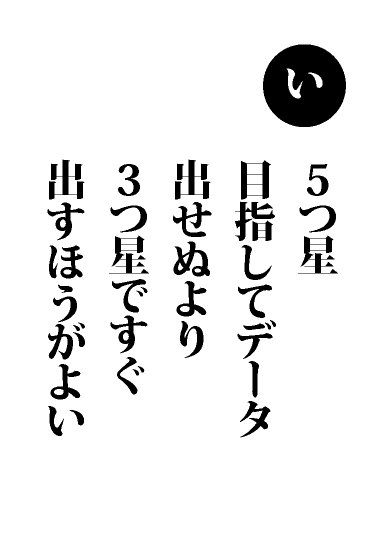 い
5つ星
目指してデータ
出せぬより
3つ星ですぐ
出すほうがよい